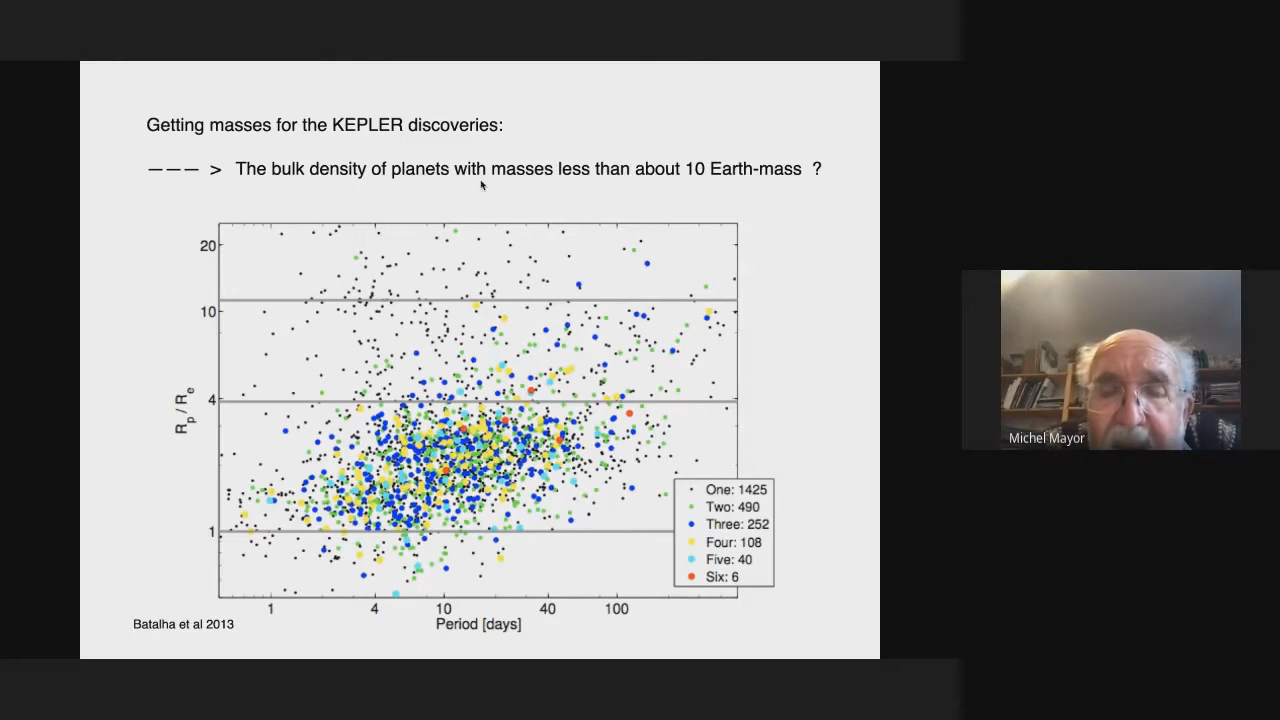 Getting masses for the KEPLER discoveries:
— — — > The bulk density of planets with masses less than about 10 Earth-mass ?
20
10
4
1
Rp / Re
One: 1425
Two: 490
Three: 252
Four: 108
Five: 40
Six: 6
1 4 10 40 100
Period [days]
Batalha et al 2013
Michel Mayor